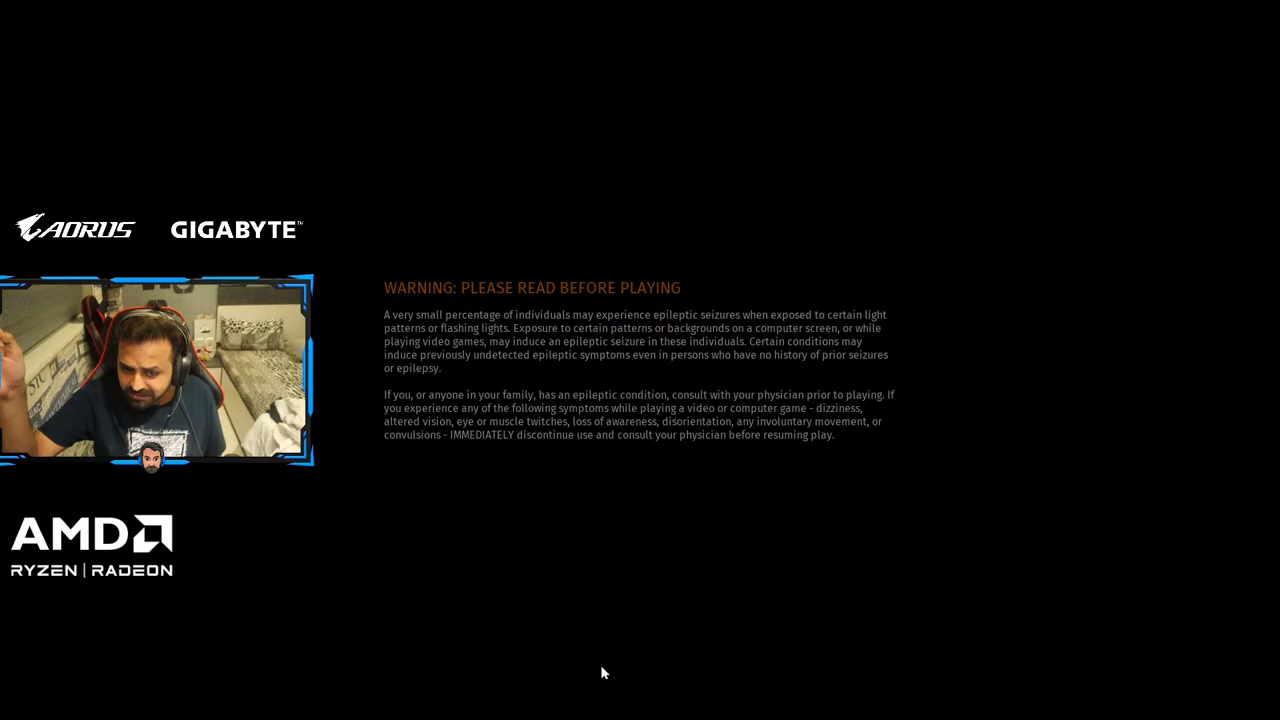 AORUS GIGABYTE™
WARNING: PLEASE READ BEFORE PLAYING
A very small percentage of individuals may experience epileptic seizures when exposed to certain light
patterns or flashing lights. Exposure to certain patterns or backgrounds on a computer screen, or while
playing video games, may induce an epileptic seizure in these individuals. Certain conditions may
induce previously undetected epileptic symptoms even in persons who have no history of prior seizures
or epilepsy.
If you, or anyone in your family, has an epileptic condition, consult with your physician prior to playing. If
you experience any of the following symptoms while playing a video or computer game - dizziness,
altered vision, eye or muscle twitches, loss of awareness, disorientation, any involuntary movement, or
convulsions - IMMEDIATELY discontinue use and consult your physician before resuming play.
AMD
RYZEN | RADEON